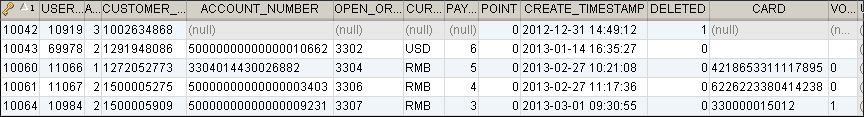 1 USER... A... CUSTOMER_... ACCOUNT_NUMBER OPEN_OR... CUR... PAY... POINT CREATE_TIMESTAMP DELETED CARD VO...
10042 10919 3 1002634868 (null) (null) (null) (null) 0 2012-12-31 14:49:12 1 (null) (n...
10043 69978 2 1291948086 50000000000000010662 3302 USD 6 0 2013-01-14 16:35:27 0
10060 11066 1 1272052773 3304014430026882 3304 RMB 5 0 2013-02-27 10:21:08 0 4218653311117895 0
10061 11067 2 1500005275 50000000000000003403 3306 RMB 4 0 2013-02-27 11:17:36 0 6226223380414238 0
10064 10984 2 1500005909 50000000000000009231 3307 RMB 3 0 2013-03-01 09:30:55 0 330000015012 1